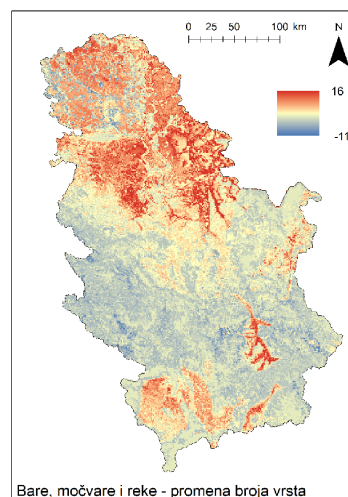 0 25 50 100 km
N
16
-11
Bare, močvare i reke - promena broja vrsta